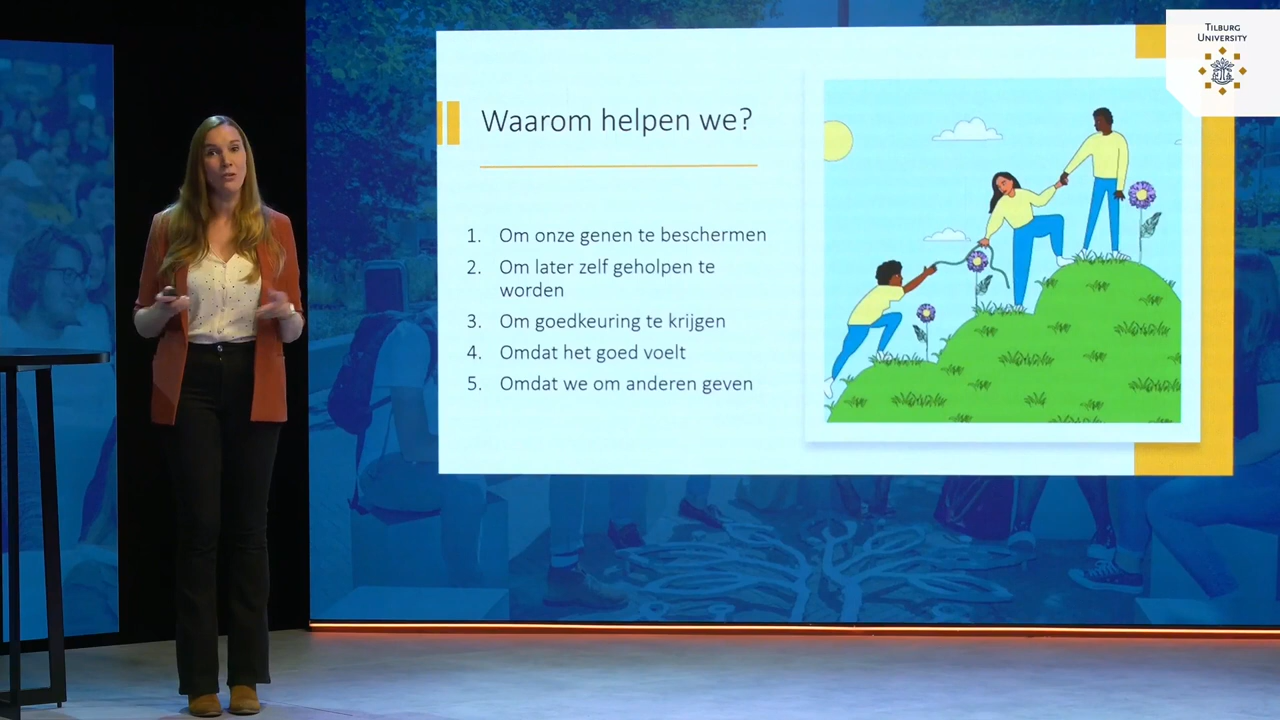 TILBURG
UNIVERSITY
Waarom helpen we?
1. Om onze genen te beschermen
2. Om later zelf geholpen te
worden
3. Om goedkeuring te krijgen
4. Omdat het goed voelt
5. Omdat we om anderen geven